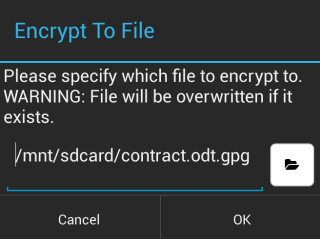 Encrypt To File
Please specify which file to encrypt to.
WARNING: File will be overwritten if it
exists.
/mnt/sdcard/contract.odt.gpg
Cancel OK